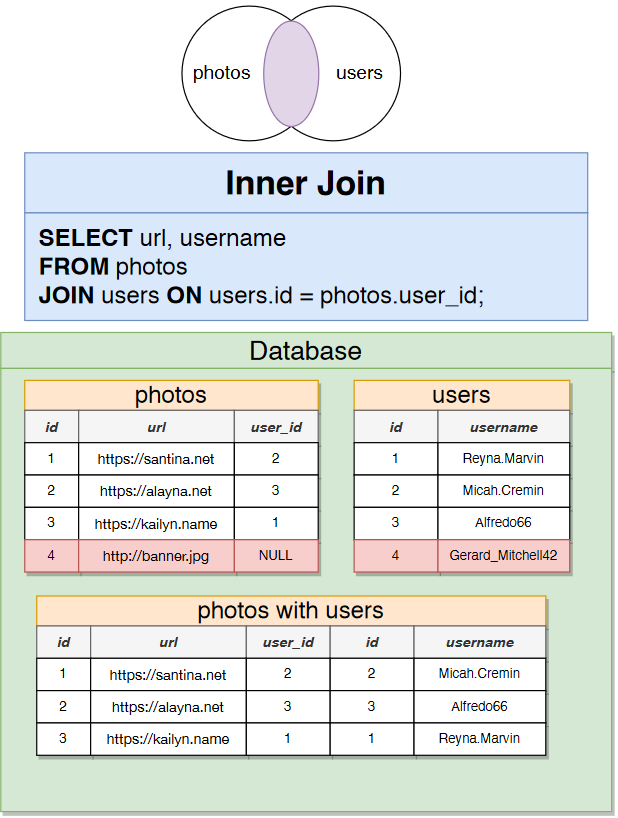 photos users
Inner Join
SELECT url, username
FROM photos
JOIN users ON users.id = photos.user_id;
Database
photos
id url user_id
1 https://santina.net 2
2 https://alayna.net 3
3 https://kailyn.name 1
4 http://banner.jpg NULL
users
id username
1 Reyna.Marvin
2 Micah.Cremin
3 Alfredo66
4 Gerard_Mitchell42
photos with users
id url user_id id username
1 https://santina.net 2 2 Micah.Cremin
2 https://alayna.net 3 3 Alfredo66
3 https://kailyn.name 1 1 Reyna.Marvin